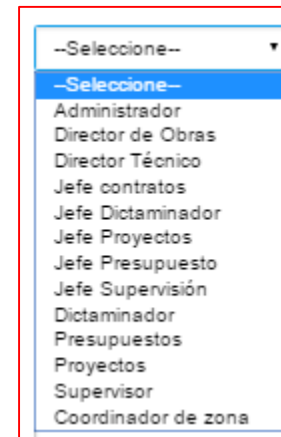 --Seleccione--
--Seleccione--
Administrador
Director de Obras
Director Técnico
Jefe contratos
Jefe Dictaminador
Jefe Proyectos
Jefe Presupuesto
Jefe Supervisión
Dictaminador
Presupuestos
Proyectos
Supervisor
Coordinador de zona